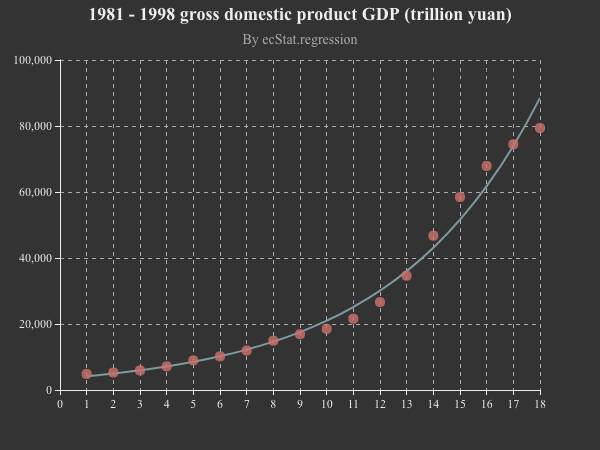 1981 - 1998 gross domestic product GDP (trillion yuan)
By ecStat.regression
100,000
80,000
60,000
40,000
20,000
0
0 1 2 3 4 5 6 7 8 9 10 11 12 13 14 15 16 17 18